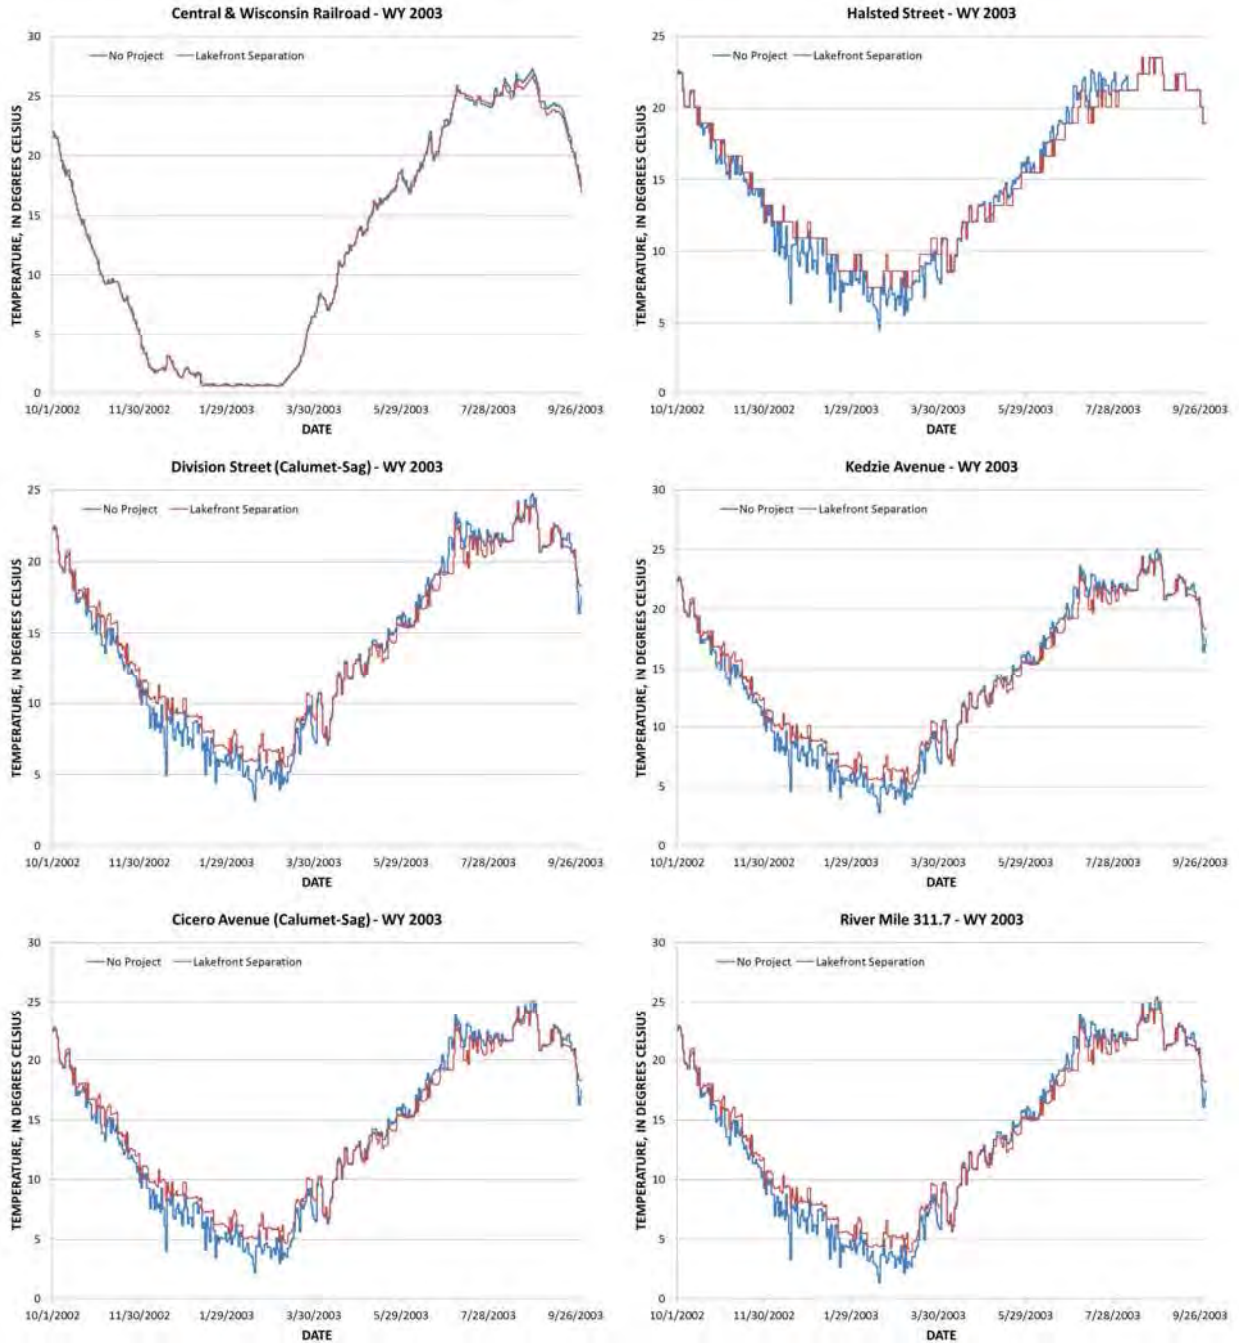 Central & Wisconsin Railroad - WY 2003
30
25
20
15
10
5
0
TEMPERATURE, IN DEGREES CELSIUS
No Project Lakefront Separation
10/1/2002 11/30/2002 1/29/2003 3/30/2003 5/29/2003 7/28/2003 9/26/2003
DATE
Halsted Street - WY 2003
25
20
15
10
5
0
TEMPERATURE, IN DEGREES CELSIUS
No Project Lakefront Separation
10/1/2002 11/30/2002 1/29/2003 3/30/2003 5/29/2003 7/28/2003 9/26/2003
DATE
Division Street (Calumet-Sag) - WY 2003
25
20
15
10
5
0
TEMPERATURE, IN DEGREES CELSIUS
No Project Lakefront Separation
10/1/2002 11/30/2002 1/29/2003 3/30/2003 5/29/2003 7/28/2003 9/26/2003
DATE
Kedzie Avenue - WY 2003
30
25
20
15
10
5
0
TEMPERATURE, IN DEGREES CELSIUS
No Project Lakefront Separation
10/1/2002 11/30/2002 1/29/2003 3/30/2003 5/29/2003 7/28/2003 9/26/2003
DATE
Cicero Avenue (Calumet-Sag) - WY 2003
30
25
20
15
10
5
0
TEMPERATURE, IN DEGREES CELSIUS
No Project Lakefront Separation
10/1/2002 11/30/2002 1/29/2003 3/30/2003 5/29/2003 7/28/2003 9/26/2003
DATE
River Mile 311.7 - WY 2003
30
25
20
15
10
5
0
TEMPERATURE, IN DEGREES CELSIUS
No Project Lakefront Separation
10/1/2002 11/30/2002 1/29/2003 3/30/2003 5/29/2003 7/28/2003 9/26/2003
DATE